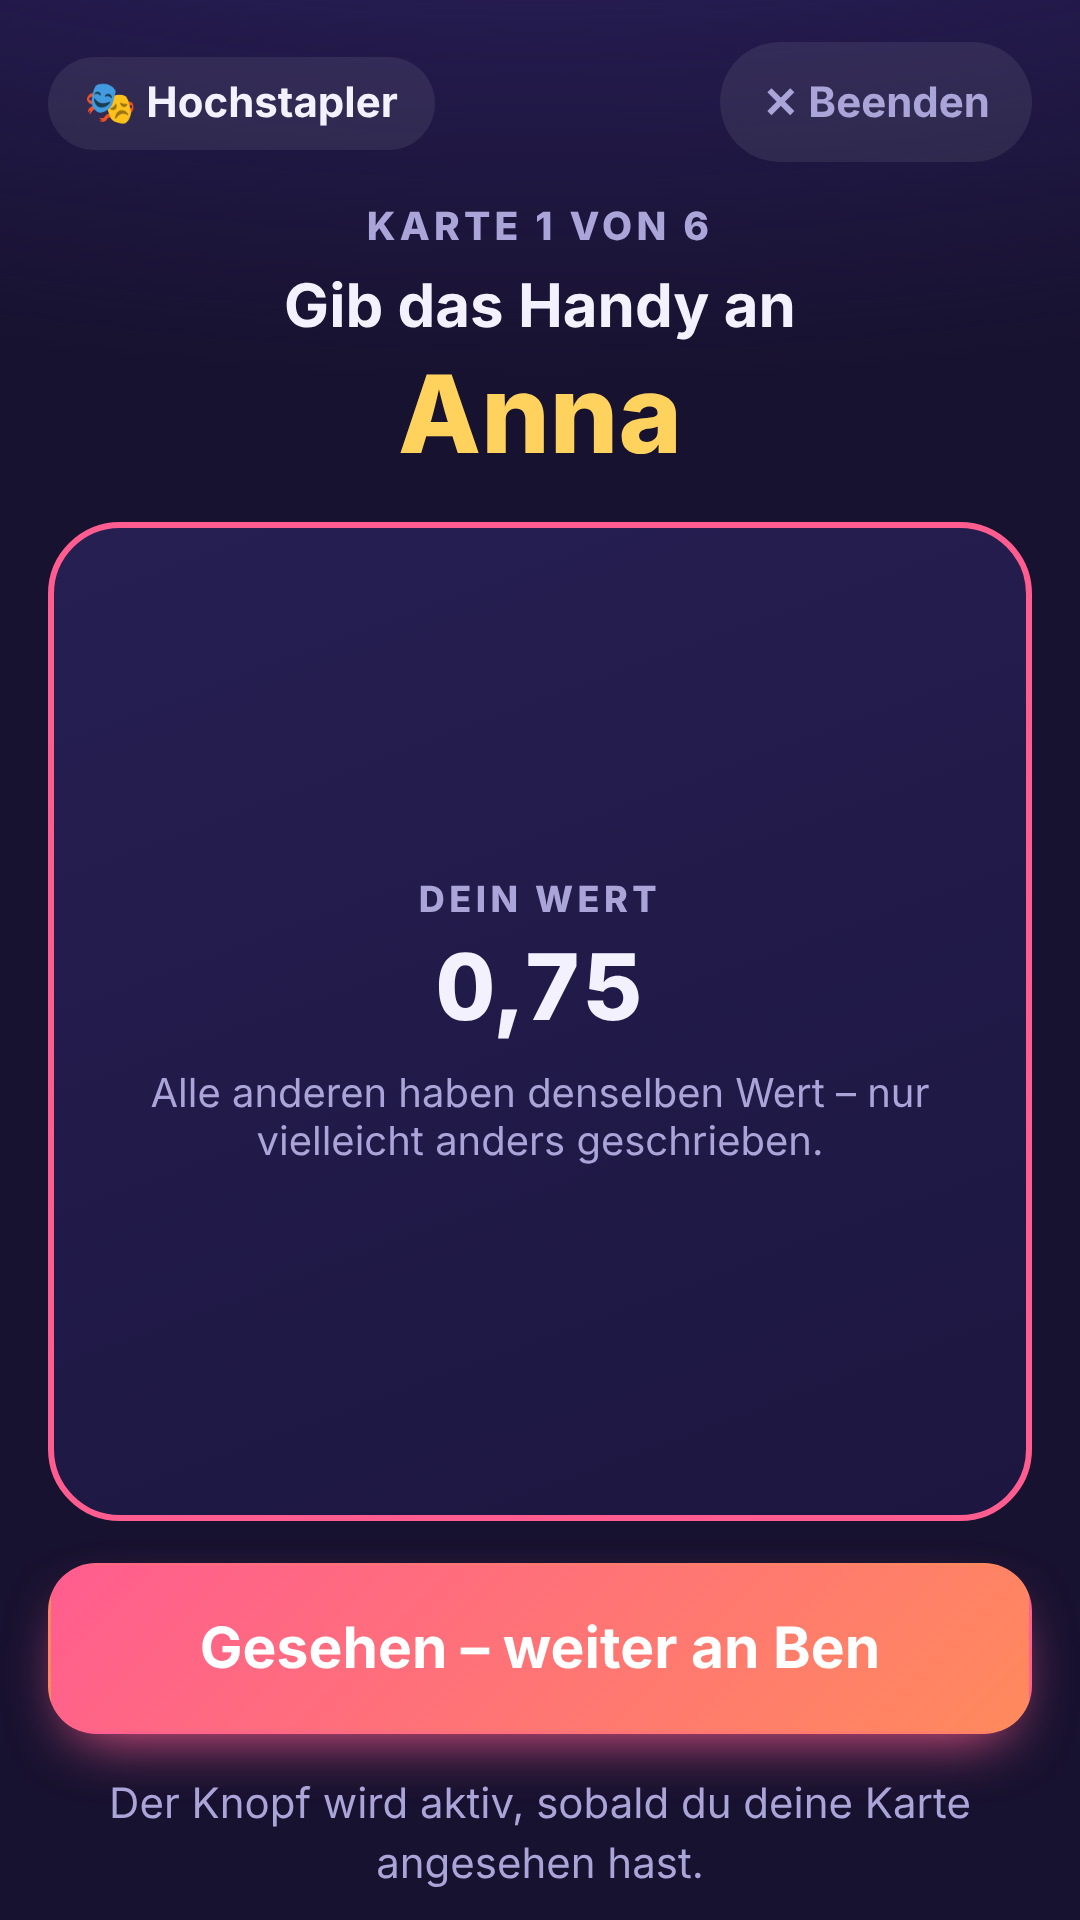 🎭 Hochstapler
✕ Beenden
KARTE 1 VON 6
Gib das Handy an
Anna
DEIN WERT
0,75
Alle anderen haben denselben Wert – nur
vielleicht anders geschrieben.
Gesehen – weiter an Ben
Der Knopf wird aktiv, sobald du deine Karte
angesehen hast.